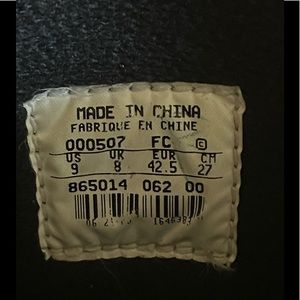 MADE IN CHINA
FABRIQUE EN CHINE
000507 FC ©
US UK EUR CM
9 8 42.5 27
865014 062 00